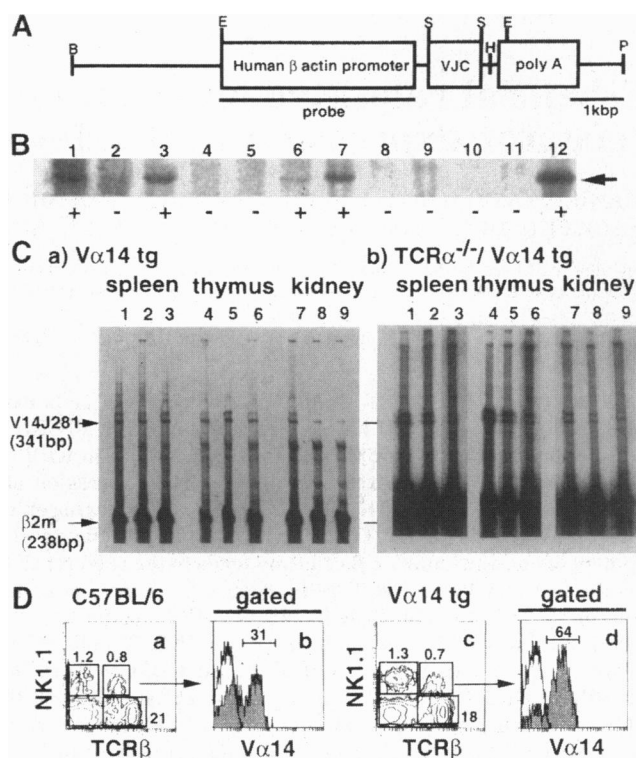 A
B E S S E P
H
Human β actin promoter VJC poly A
probe 1kbp
B
1 2 3 4 5 6 7 8 9 10 11 12
+ - + - - + + - - - - +
C a) Vα14 tg b) TCRα-/-/ Vα14 tg
spleen thymus kidney spleen thymus kidney
1 2 3 4 5 6 7 8 9 1 2 3 4 5 6 7 8 9
V14J281
(341bp)
β2m
(238bp)
D C57BL/6 gated Vα14 tg gated
1.2 0.8 a 31 b 1.3 0.7 c 64 d
NK1.1 NK1.1
21 18
TCRβ Vα14 TCRβ Vα14